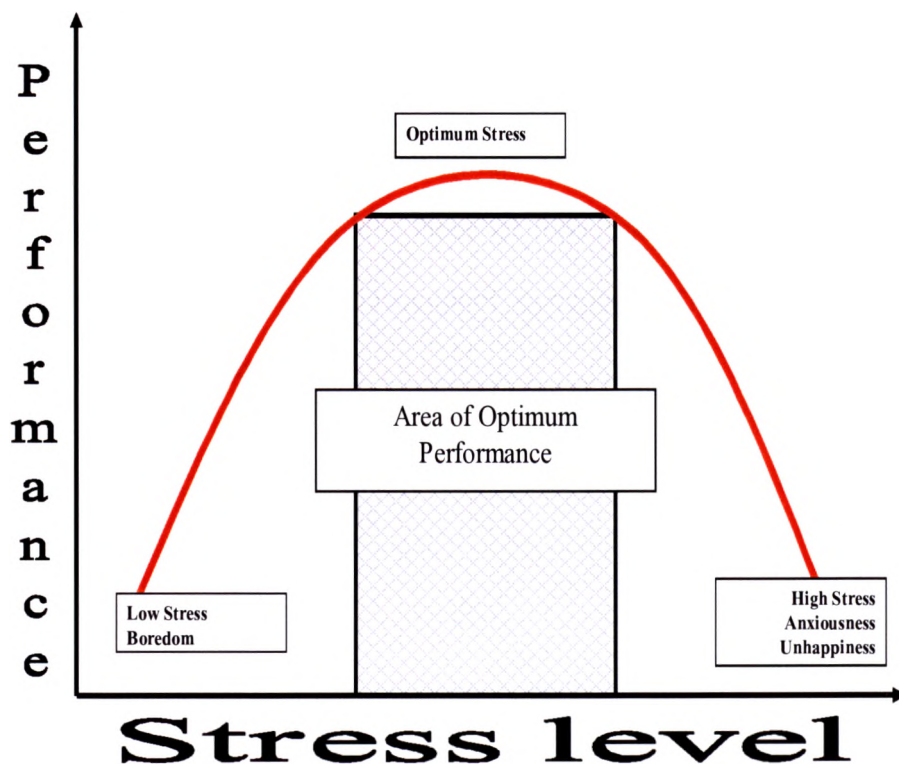 Performance
Optimum Stress
Area of Optimum
Performance
Low Stress
Boredom
High Stress
Anxiousness
Unhappiness
Stress level